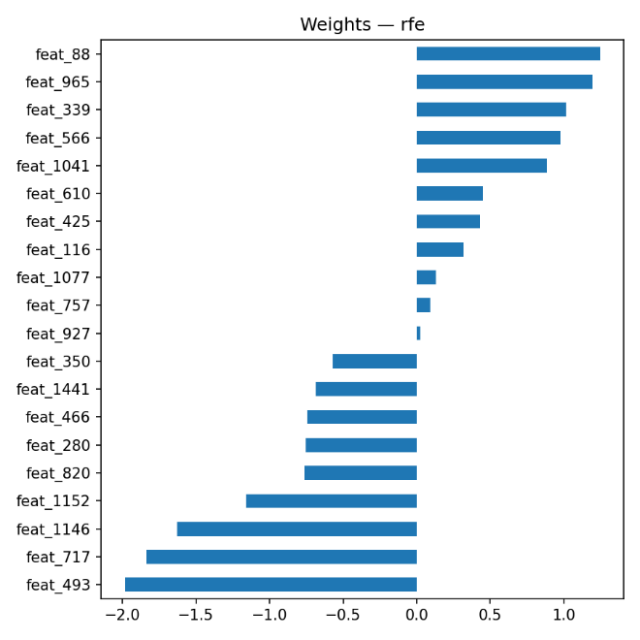 Weights — rfe
feat_88
feat_965
feat_339
feat_566
feat_1041
feat_610
feat_425
feat_116
feat_1077
feat_757
feat_927
feat_350
feat_1441
feat_466
feat_280
feat_820
feat_1152
feat_1146
feat_717
feat_493
−2.0 −1.5 −1.0 −0.5 0.0 0.5 1.0